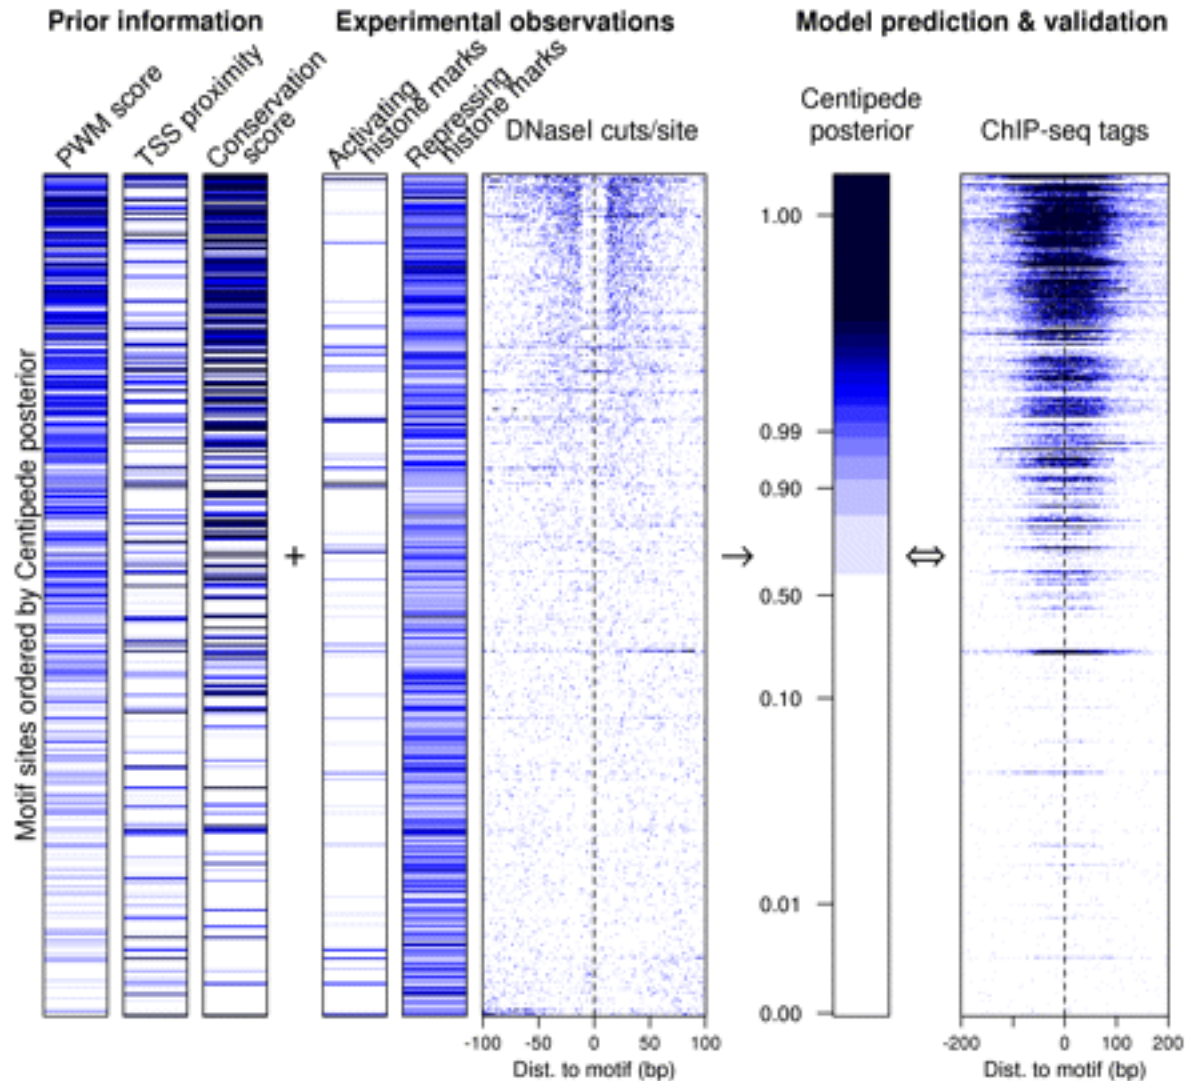 Prior information
Experimental observations
Model prediction & validation
PWM score
TSS proximity
Conservation
score
Activating
histone marks
Repressing
histone marks
DNaseI cuts/site
Centipede
posterior
ChIP-seq tags
Motif sites ordered by Centipede posterior
+
→
⇔
1.00
0.99
0.90
0.50
0.10
0.01
0.00
-100 -50 0 50 100
Dist. to motif (bp)
-200 0 200
Dist. to motif (bp)